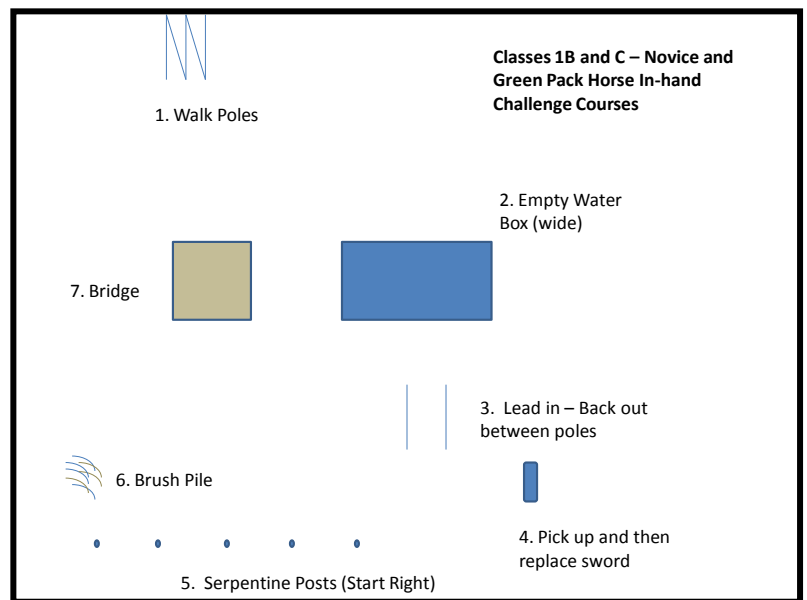 Classes 1B and C – Novice and
Green Pack Horse In-hand
Challenge Courses
1. Walk Poles
2. Empty Water
Box (wide)
7. Bridge
3. Lead in – Back out
between poles
6. Brush Pile
4. Pick up and then
replace sword
5. Serpentine Posts (Start Right)